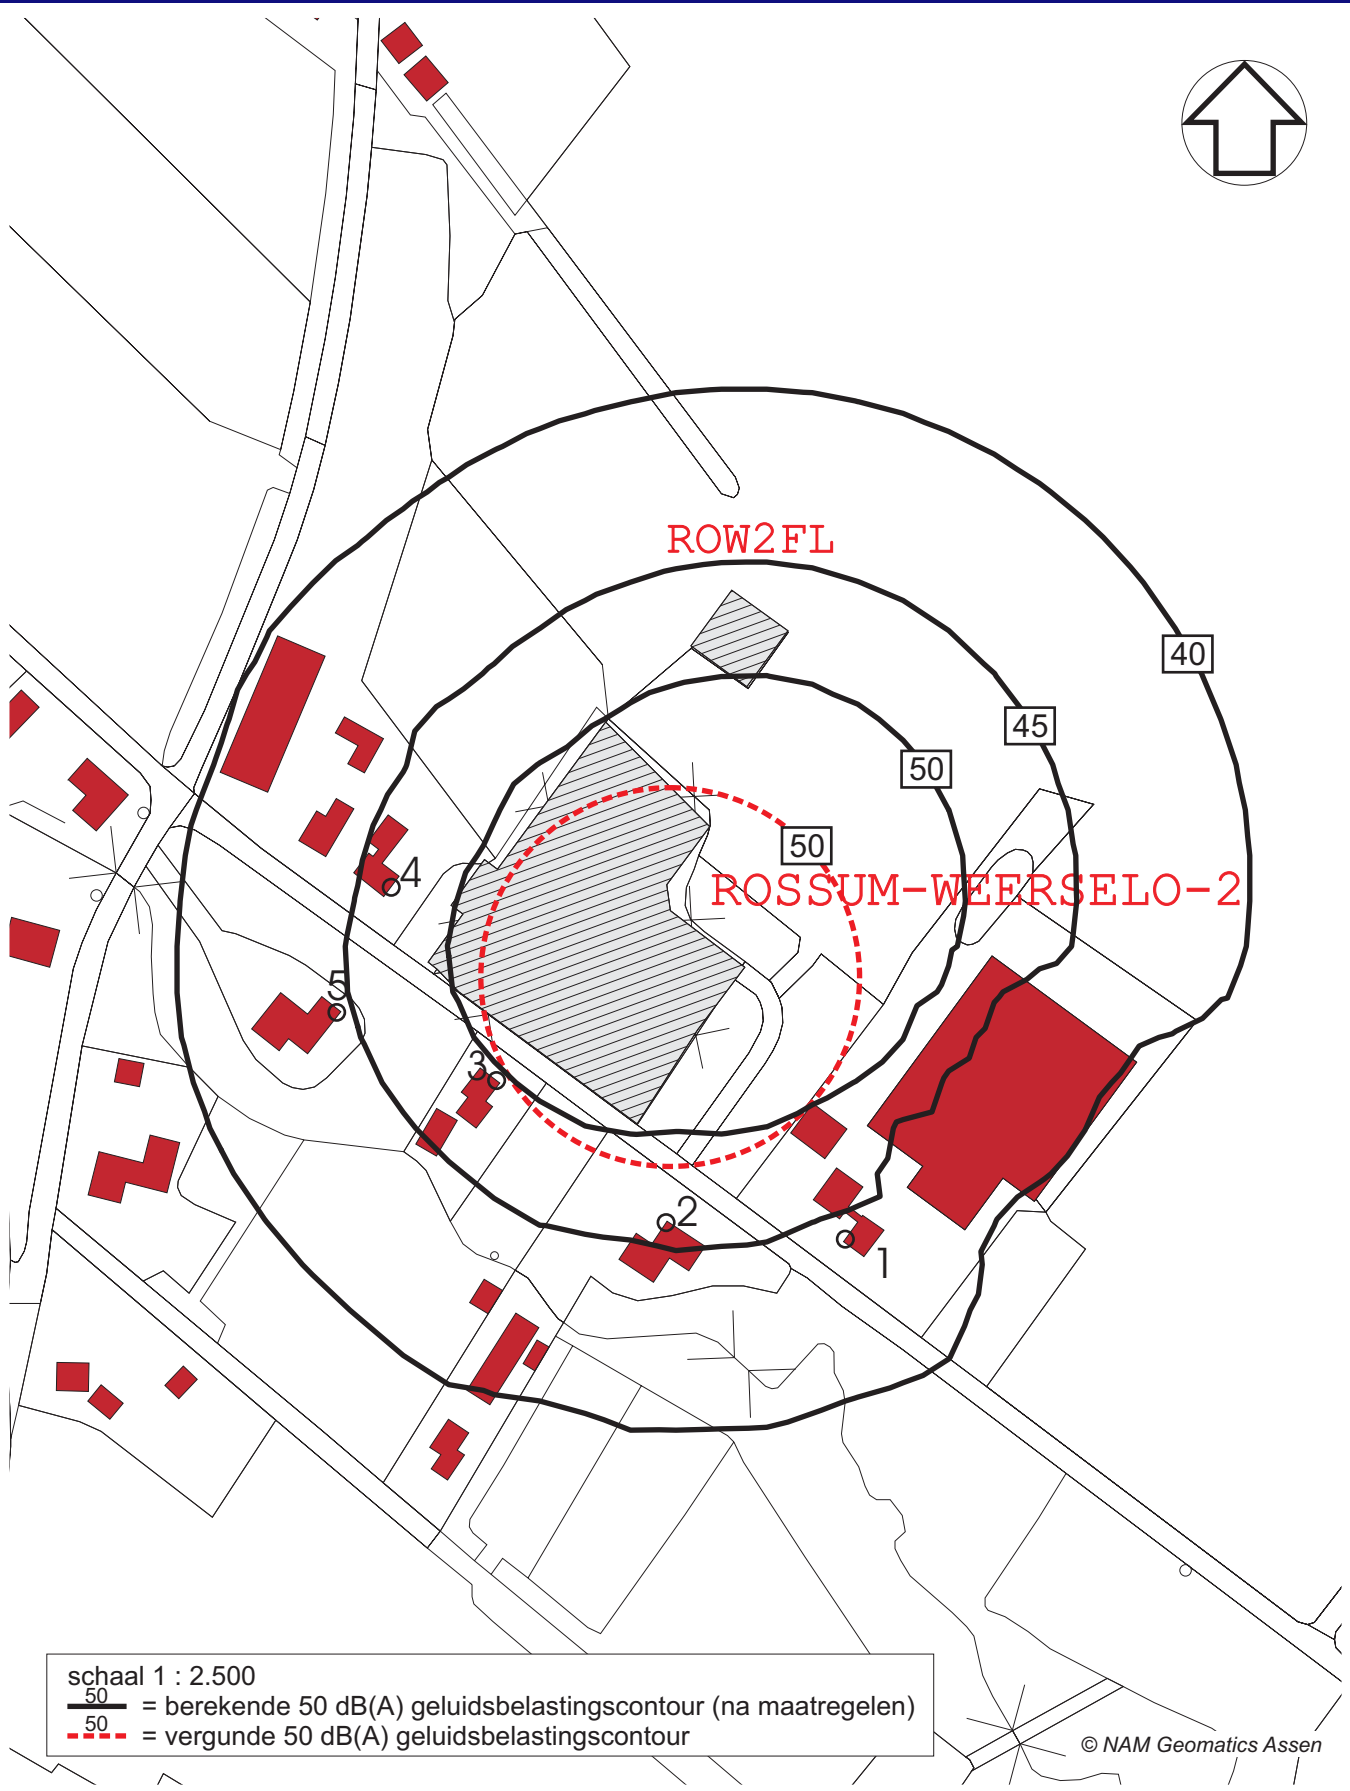 ROW2FL
40
45
50
50
ROSSUM-WEERSELO-2
4
5
3
2
1
schaal 1 : 2.500
50 = berekende 50 dB(A) geluidsbelastingscontour (na maatregelen)
50 = vergunde 50 dB(A) geluidsbelastingscontour
© NAM Geomatics Assen